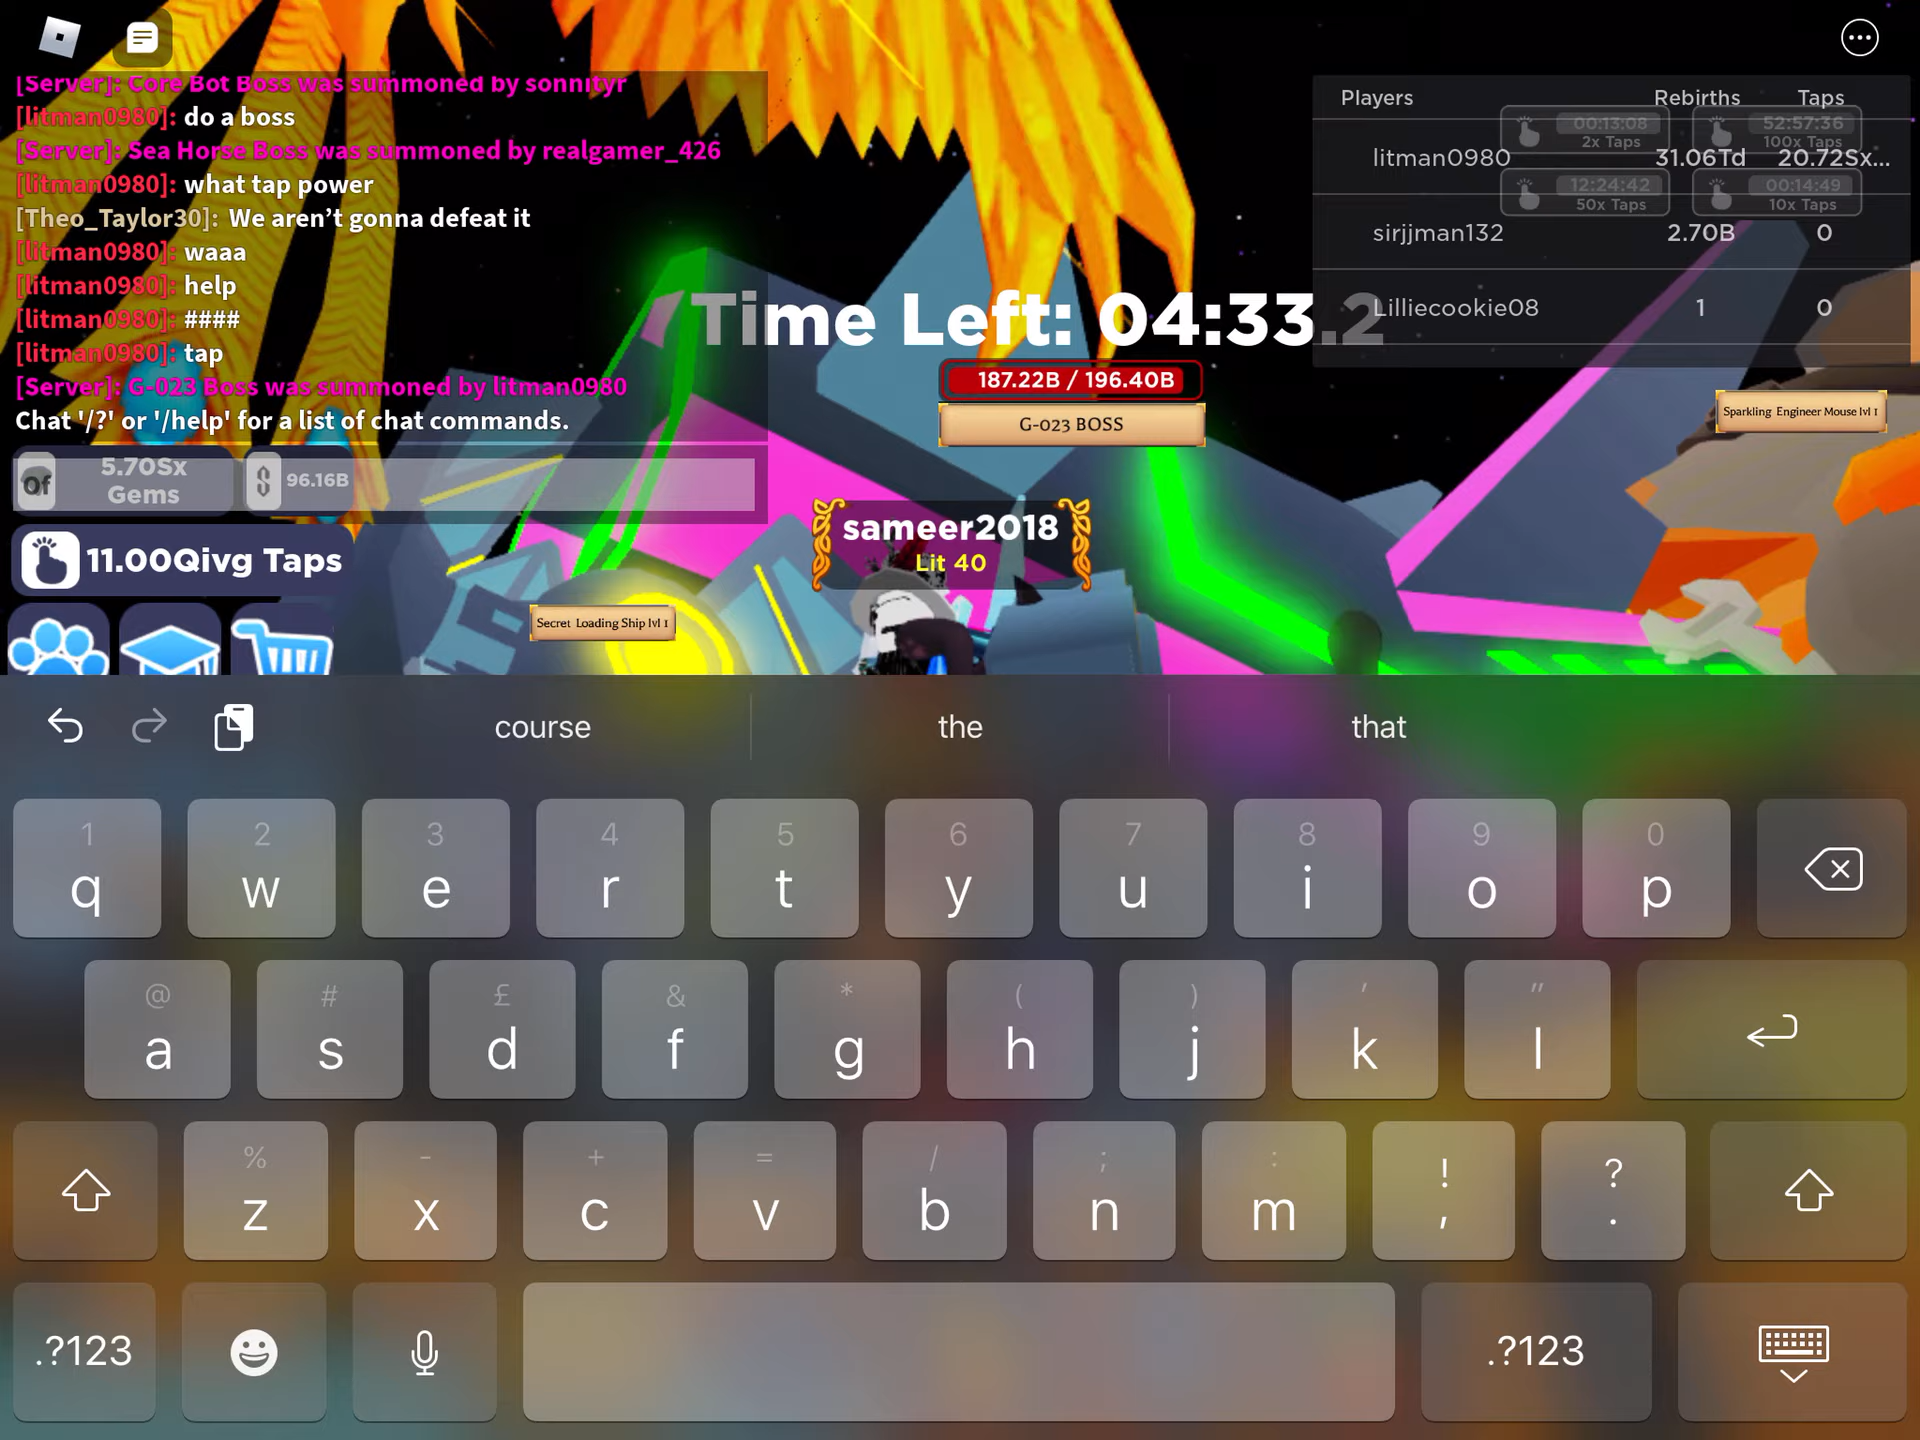 [Server]: Core Bot Boss was summoned by sonnityr
[litman0980]: do a boss
[Server]: Sea Horse Boss was summoned by realgamer_426
[litman0980]: what tap power
[Theo_Taylor30]: We aren't gonna defeat it
[litman0980]: waaa
[litman0980]: help
[litman0980]: ####
[litman0980]: tap
[Server]: G-023 Boss was summoned by litman0980
Chat '/?' or '/help' for a list of chat commands.
Of 5.70Sx Gems
96.16B
11.00Qivg Taps
Players Rebirths Taps
00:13:08 2x Taps
52:57:36 100x Taps
litman0980 31.06Td 20.72Sx...
12:24:42 50x Taps
00:14:49 10x Taps
sirjjman132 2.70B 0
Lilliecookie08 1 0
Time Left: 04:33.2
187.22B / 196.40B
G-023 BOSS
Sparkling Engineer Mouse lvl 1
sameer2018
Lit 40
Secret Loading Ship lvl 1
course the that
1 2 3 4 5 6 7 8 9 0
q w e r t y u i o p
@ # £ & * ( ) ' "
a s d f g h j k l
% - + = / ; : ! ?
z x c v b n m , .
.?123 .?123